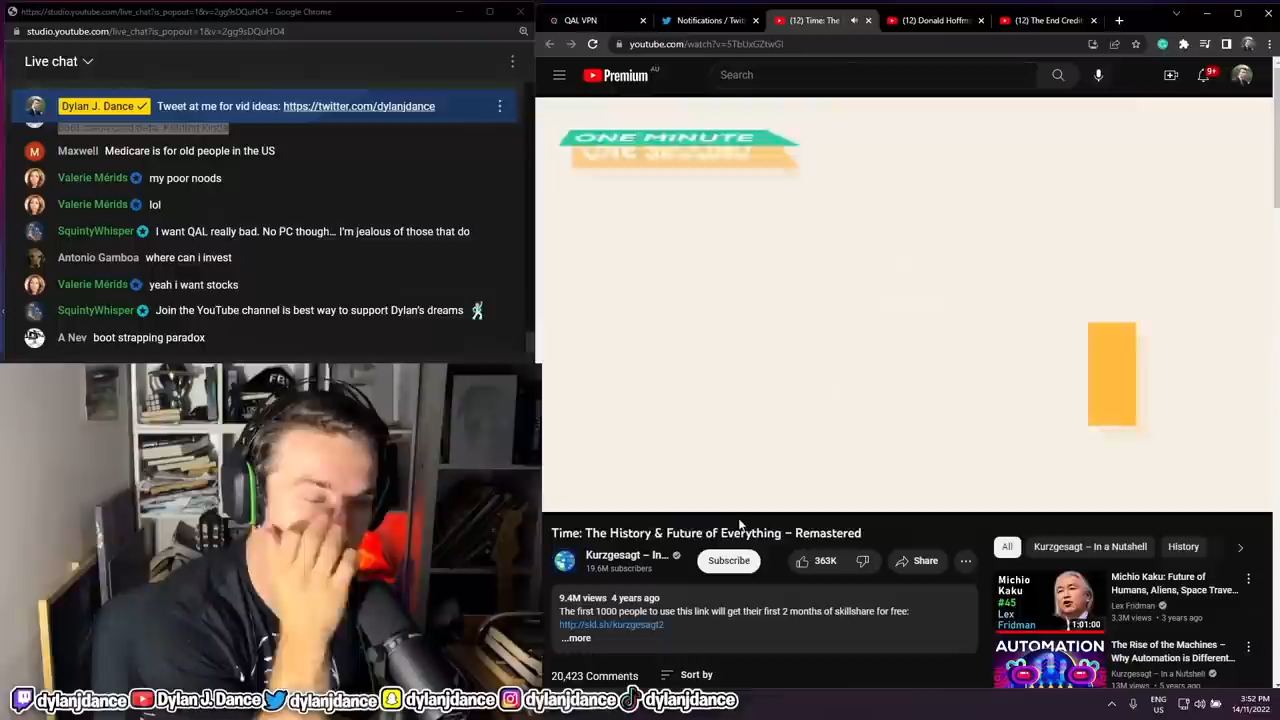 https://studio.youtube.com/live_chat?is_popout=1&v=2gg9sDQuHO4 - Google Chrome
studio.youtube.com/live_chat?is_popout=1&v=2gg9sDQuHO4
Live chat
Dylan J. Dance Tweet at me for vid ideas: https://twitter.com/dylanjdance
Maxwell Medicare is for old people in the US
Valerie Mérids my poor noods
Valerie Mérids lol
SquintyWhisper I want QAL really bad. No PC though… I'm jealous of those that do
Antonio Gamboa where can i invest
Valerie Mérids yeah i want stocks
SquintyWhisper Join the YouTube channel is best way to support Dylan's dreams
A Nev boot strapping paradox
QAL VPN
Notifications / Twit
(12) Time: The
(12) Donald Hoffm
(12) The End Credit
youtube.com/watch?v=5TbUxGZtwGI
Premium AU
Search
9+
ONE MINUTE
Time: The History & Future of Everything – Remastered
Kurzgesagt – In...
19.6M subscribers
Subscribe
363K
Share
9.4M views 4 years ago
The first 1000 people to use this link will get their first 2 months of skillshare for free:
http://skl.sh/kurzgesagt2
...more
20,423 Comments
Sort by
All
Kurzgesagt – In a Nutshell
History
Michio
Kaku
#45
Lex
Fridman
1:01:00
Michio Kaku: Future of
Humans, Aliens, Space Trave...
Lex Fridman
3.3M views • 3 years ago
AUTOMATION
The Rise of the Machines –
Why Automation is Different...
Kurzgesagt – In a Nutshell
13M views • 5 years ago
dylanjdance
Dylan J. Dance
dylanjdance
dylanjdance
dylanjdance
dylanjdance
ENG
US
3:52 PM
14/11/2022